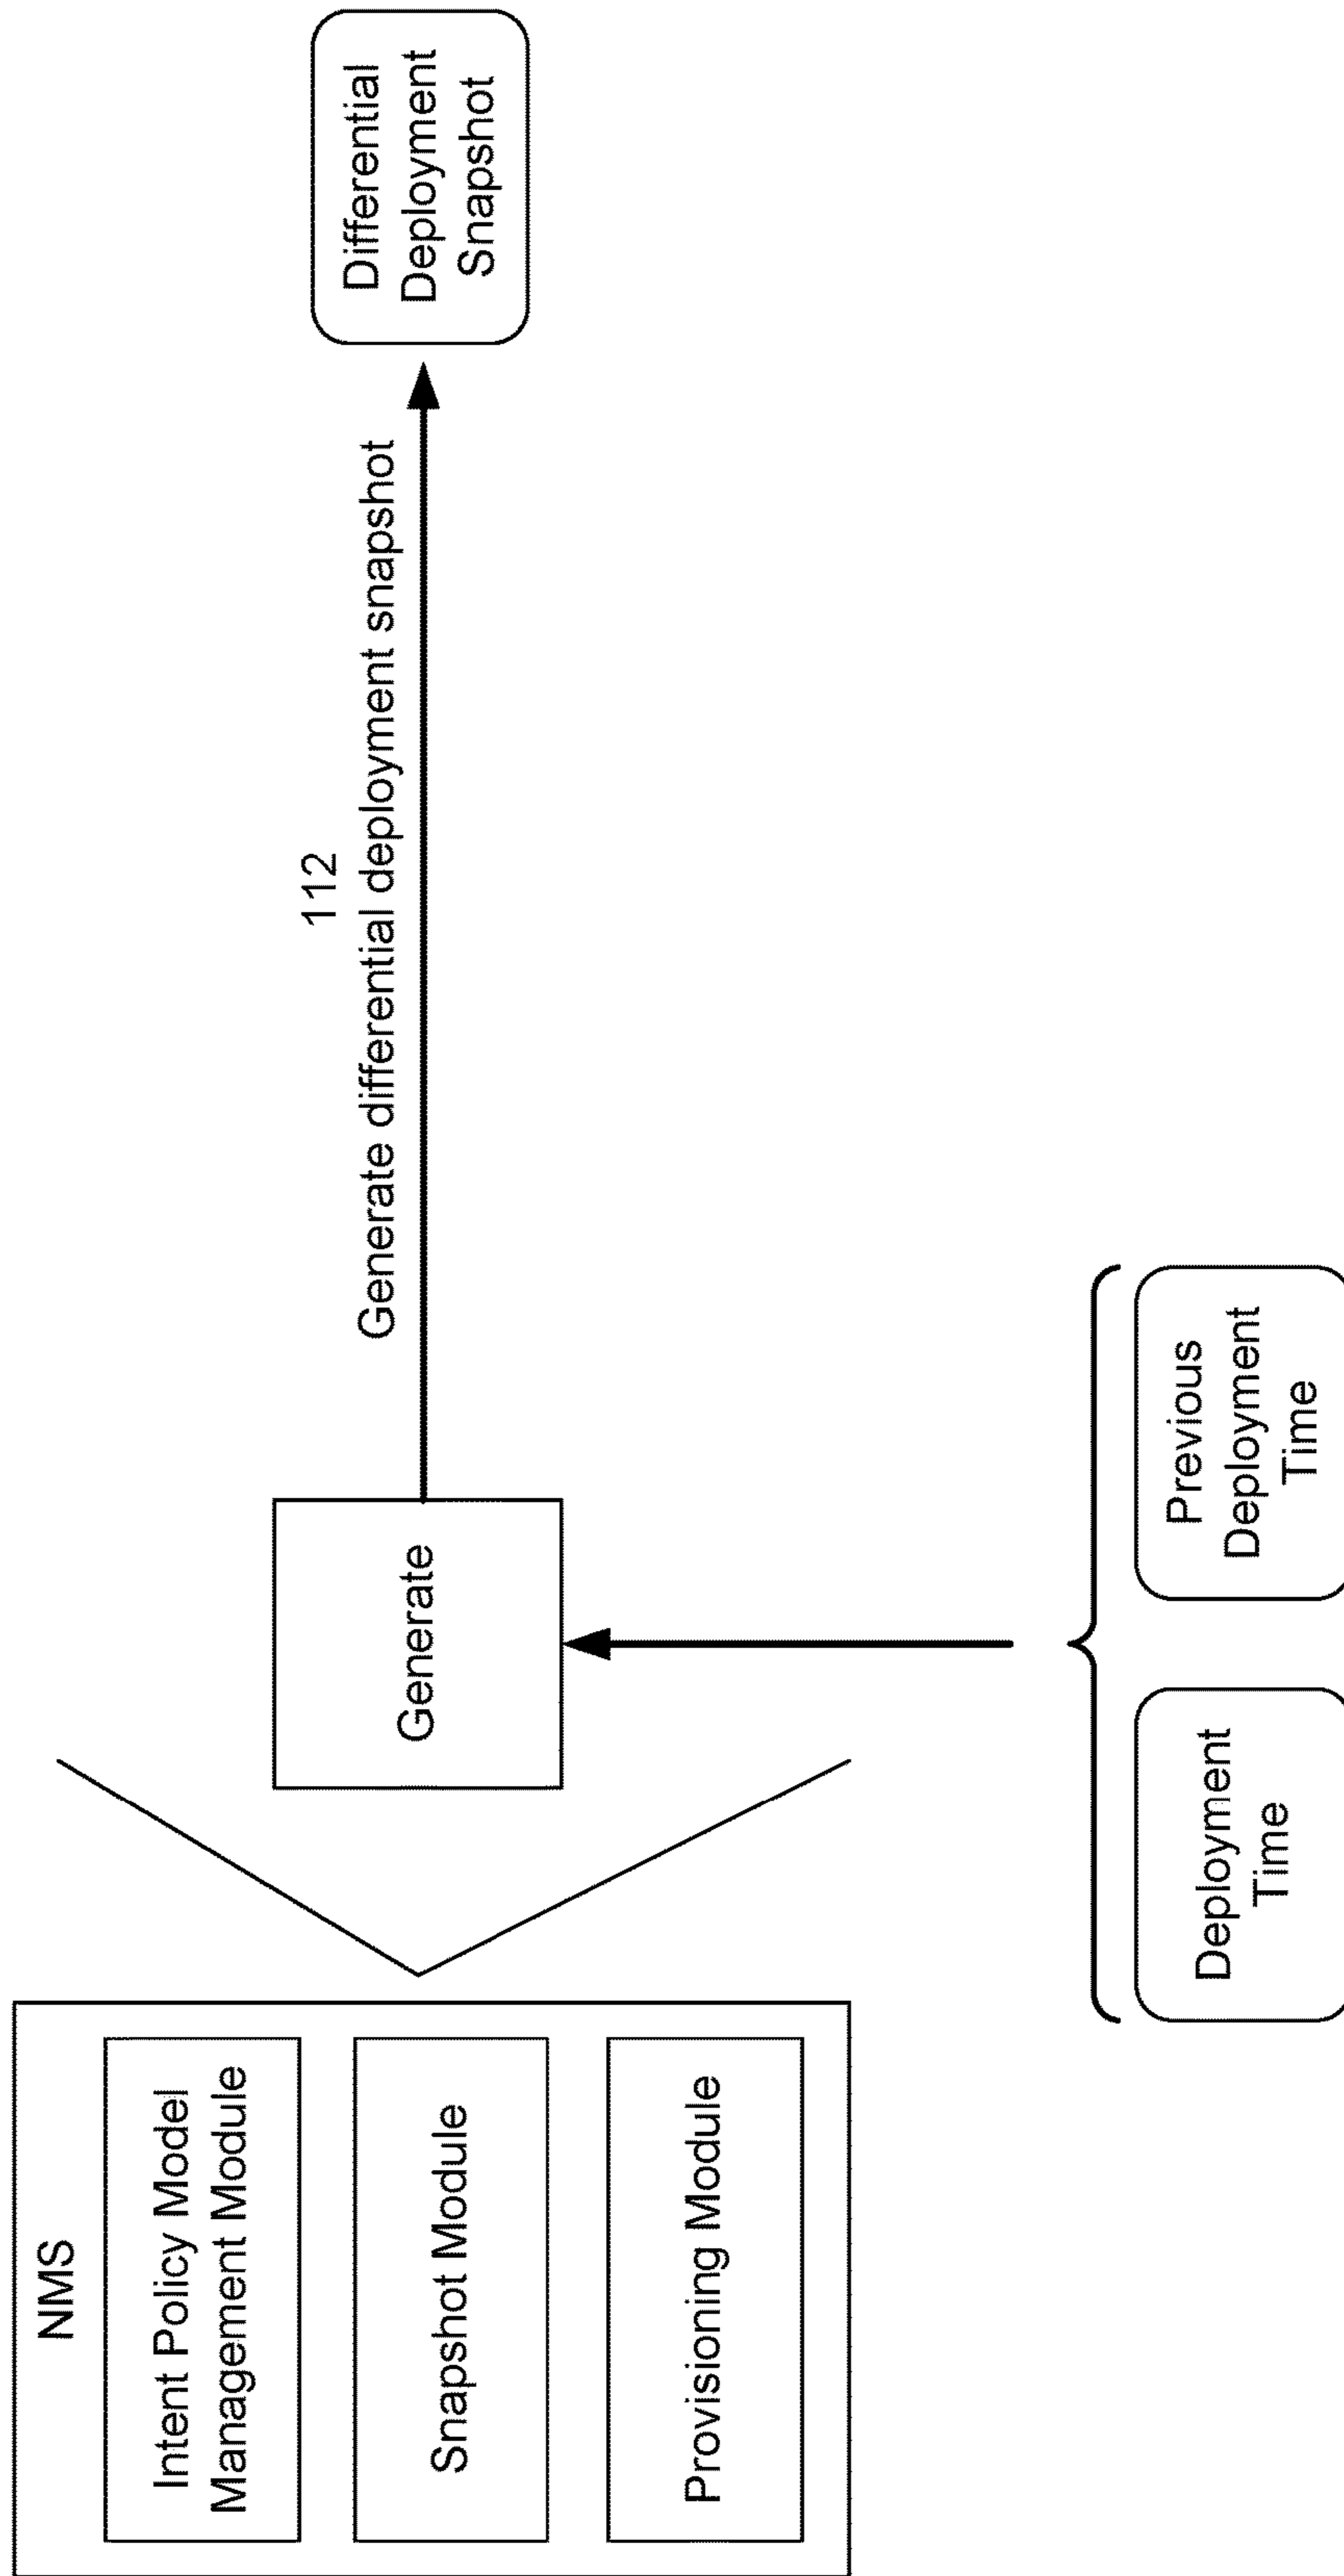 NMS
Intent Policy Model
Management Module
Snapshot Module
Provisioning Module
Generate
112
Generate differential deployment snapshot
Differential
Deployment
Snapshot
Deployment
Time
Previous
Deployment
Time